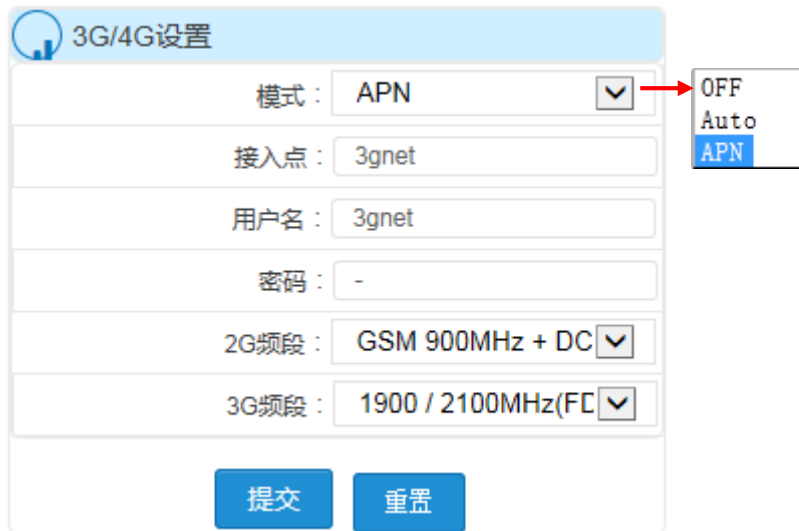 3G/4G设置
模式： APN
OFF
Auto
APN
接入点： 3gnet
用户名： 3gnet
密码： -
2G频段： GSM 900MHz + DC
3G频段： 1900 / 2100MHz(FD
提交 重置